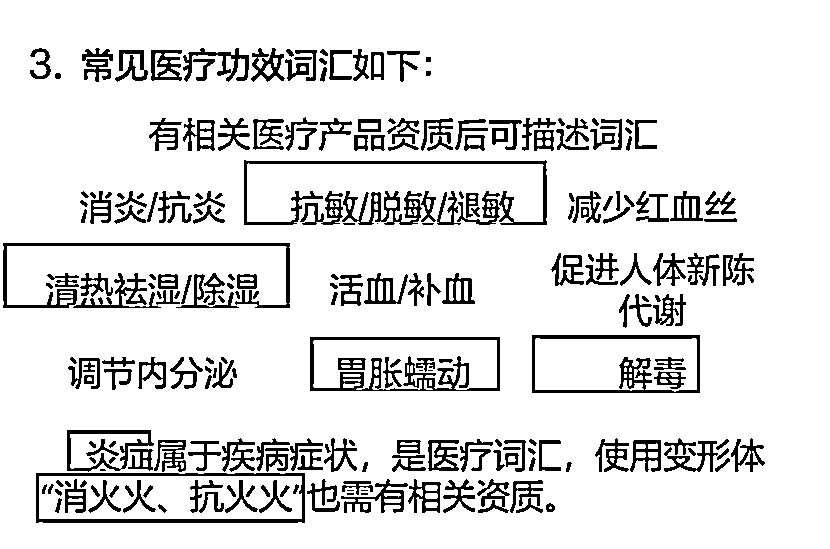 3. 常见医疗功效词汇如下：
有相关医疗产品资质后可描述词汇
消炎/抗炎 抗敏/脱敏/褪敏 减少红血丝
清热祛湿/除湿 活血/补血 促进人体新陈
代谢
调节内分泌 胃胀蠕动 解毒
炎症属于疾病症状，是医疗词汇，使用变形体
“消火火、抗火火”也需有相关资质。